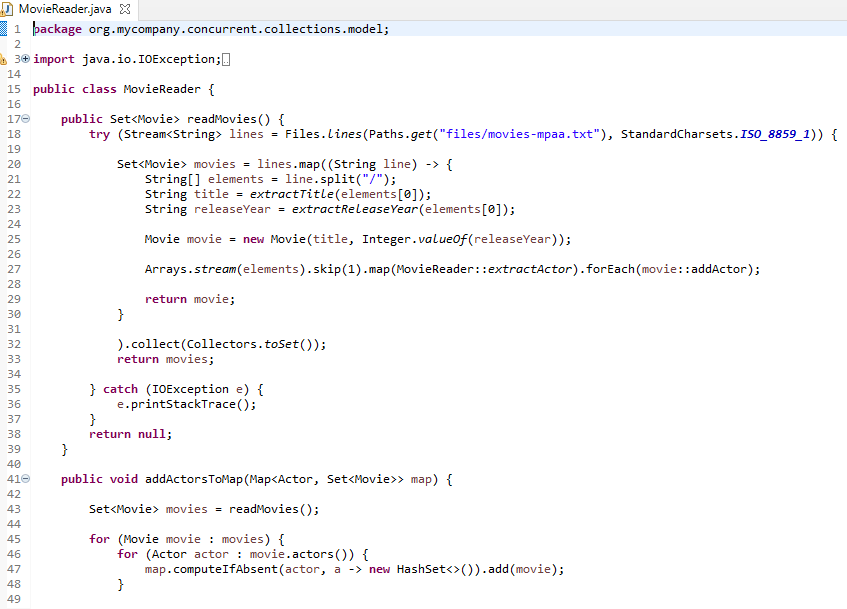 MovieReader.java
1 package org.mycompany.concurrent.collections.model;
2
3 import java.io.IOException;
14
15 public class MovieReader {
16
17     public Set<Movie> readMovies() {
18         try (Stream<String> lines = Files.lines(Paths.get("files/movies-mpaa.txt"), StandardCharsets.ISO_8859_1)) {
19
20             Set<Movie> movies = lines.map((String line) -> {
21                 String[] elements = line.split("/");
22                 String title = extractTitle(elements[0]);
23                 String releaseYear = extractReleaseYear(elements[0]);
24
25                 Movie movie = new Movie(title, Integer.valueOf(releaseYear));
26
27                 Arrays.stream(elements).skip(1).map(MovieReader::extractActor).forEach(movie::addActor);
28
29                 return movie;
30             }
31
32             ).collect(Collectors.toSet());
33             return movies;
34
35         } catch (IOException e) {
36             e.printStackTrace();
37         }
38         return null;
39     }
40
41     public void addActorsToMap(Map<Actor, Set<Movie>> map) {
42
43         Set<Movie> movies = readMovies();
44
45         for (Movie movie : movies) {
46             for (Actor actor : movie.actors()) {
47                 map.computeIfAbsent(actor, a -> new HashSet<>()).add(movie);
48             }
49